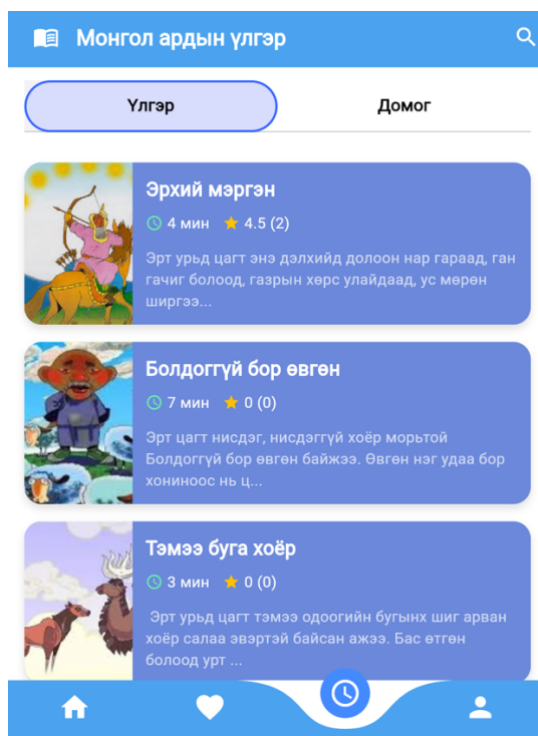 Монгол ардын үлгэр
Үлгэр
Домог
Эрхий мэргэн
4 мин 4.5 (2)
Эрт урьд цагт энэ дэлхийд долоон нар гараад, ган
гачиг болоод, газрын хөрс улайдаад, ус мөрөн
ширгээ...
Болдоггүй бор өвгөн
7 мин 0 (0)
Эрт цагт нисдэг, нисдэггүй хоёр морьтой
Болдоггүй бор өвгөн байжээ. Өвгөн нэг удаа бор
хониноос нь ц...
Тэмээ буга хоёр
3 мин 0 (0)
Эрт урьд цагт тэмээ одоогийн бугынх шиг арван
хоёр салаа эвэртэй байсан ажээ. Бас өтгөн
болоод урт ...